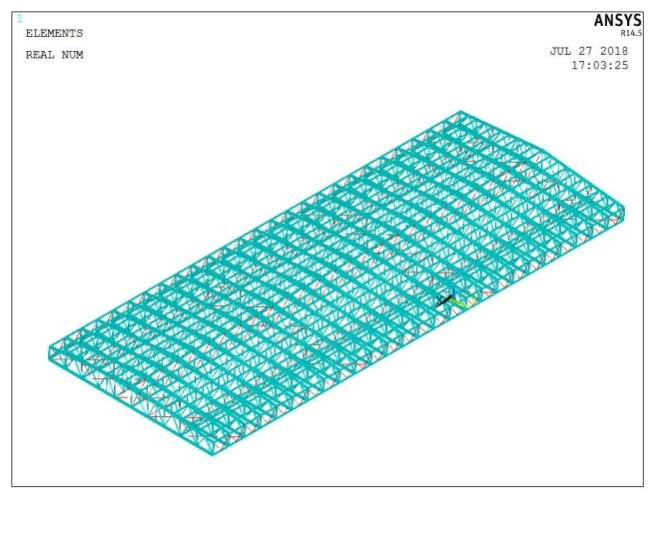 1
ELEMENTS
REAL NUM
ANSYS
R14.5
JUL 27 2018
17:03:25